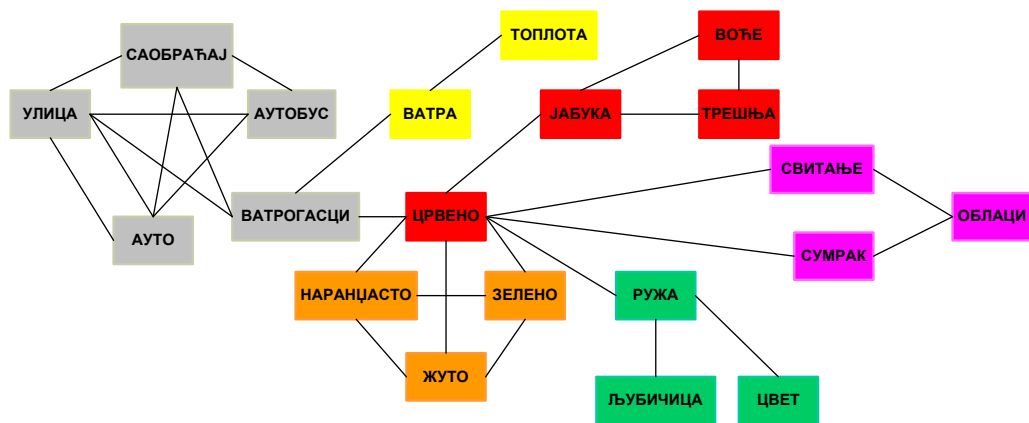 ТОПЛОТА
ВОЋЕ
САОБРАЋАЈ
УЛИЦА
АУТОБУС
ВАТРА
ЈАБУКА
ТРЕШЊА
СВИТАЊЕ
ВАТРОГАСЦИ
ЦРВЕНО
ОБЛАЦИ
АУТО
СУМРАК
НАРАНЏАСТО
ЗЕЛЕНО
РУЖА
ЖУТО
ЉУБИЧИЦА
ЦВЕТ